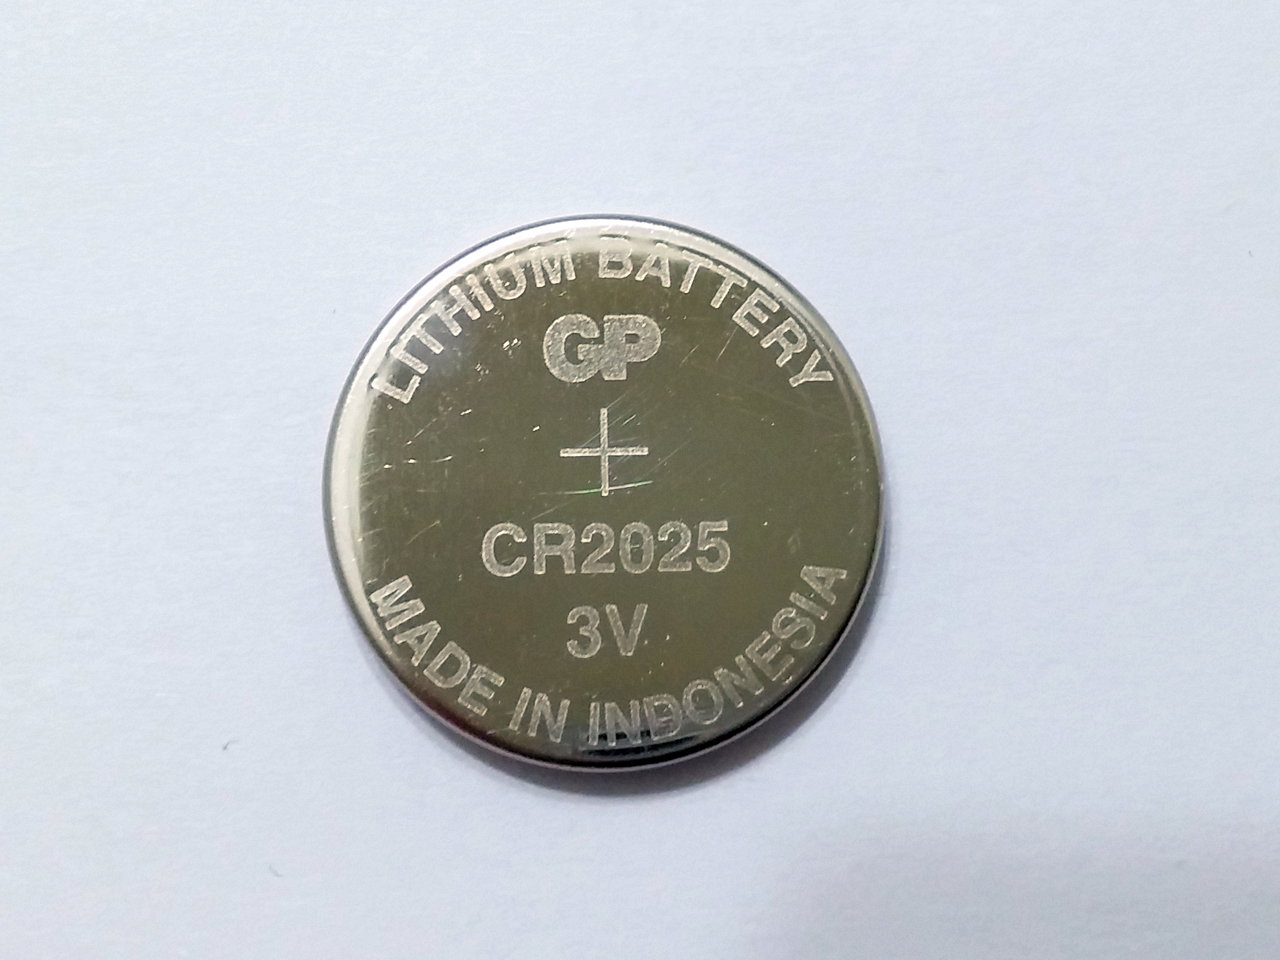 LITHIUM BATTERY
GP
+
CR2025
3V
MADE IN INDONESIA